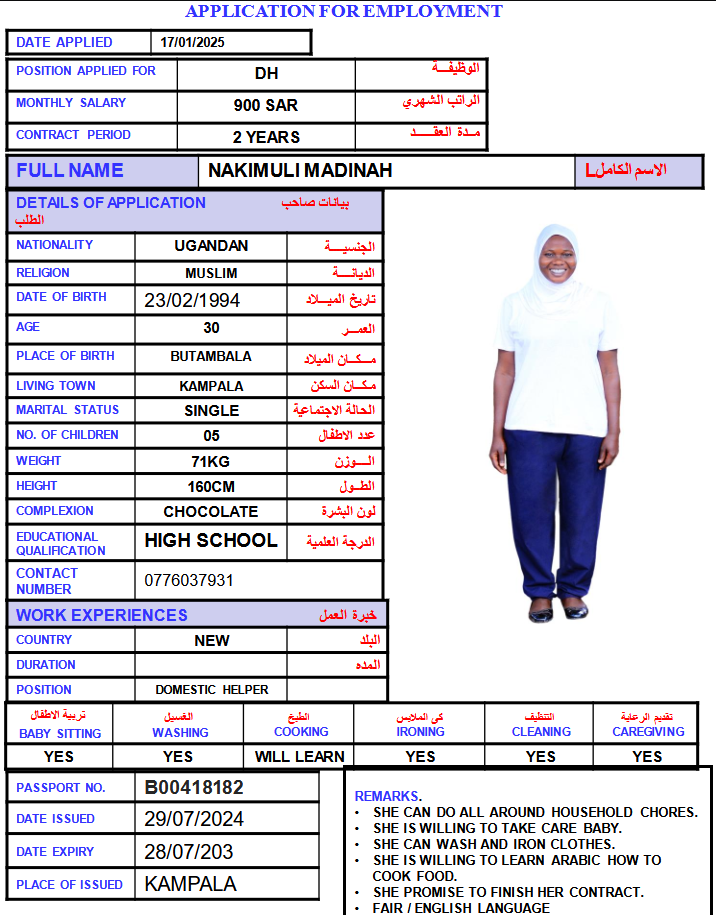 APPLICATION FOR EMPLOYMENT
DATE APPLIED 17/01/2025
POSITION APPLIED FOR DH الوظيفـــة
MONTHLY SALARY 900 SAR الراتب الشهري
CONTRACT PERIOD 2 YEARS مـدة العقـــد
FULL NAME NAKIMULI MADINAH الاسم الكاملL
DETAILS OF APPLICATION بيانات صاحب
الطلب
NATIONALITY UGANDAN الجنسيـــة
RELIGION MUSLIM الديانـــة
DATE OF BIRTH 23/02/1994 تاريخ الميـــلاد
AGE 30 العمـــر
PLACE OF BIRTH BUTAMBALA مـــكـان الميلاد
LIVING TOWN KAMPALA مكـان السكن
MARITAL STATUS SINGLE الحالة الاجتماعية
NO. OF CHILDREN 05 عدد الاطفال
WEIGHT 71KG الـــوزن
HEIGHT 160CM الطــول
COMPLEXION CHOCOLATE لون البشرة
EDUCATIONAL
QUALIFICATION HIGH SCHOOL الدرجة العلمية
CONTACT
NUMBER 0776037931
WORK EXPERIENCES خبرة العمل
COUNTRY NEW البلد
DURATION المده
POSITION DOMESTIC HELPER
تربية الاطفال الغسيل الطبخ كى الملابس التنظيف تقديم الرعاية
BABY SITTING WASHING COOKING IRONING CLEANING CAREGIVING
YES YES WILL LEARN YES YES YES
PASSPORT NO. B00418182
DATE ISSUED 29/07/2024
DATE EXPIRY 28/07/203
PLACE OF ISSUED KAMPALA
REMARKS.
• SHE CAN DO ALL AROUND HOUSEHOLD CHORES.
• SHE IS WILLING TO TAKE CARE BABY.
• SHE CAN WASH AND IRON CLOTHES.
• SHE IS WILLING TO LEARN ARABIC HOW TO
COOK FOOD.
• SHE PROMISE TO FINISH HER CONTRACT.
• FAIR / ENGLISH LANGUAGE